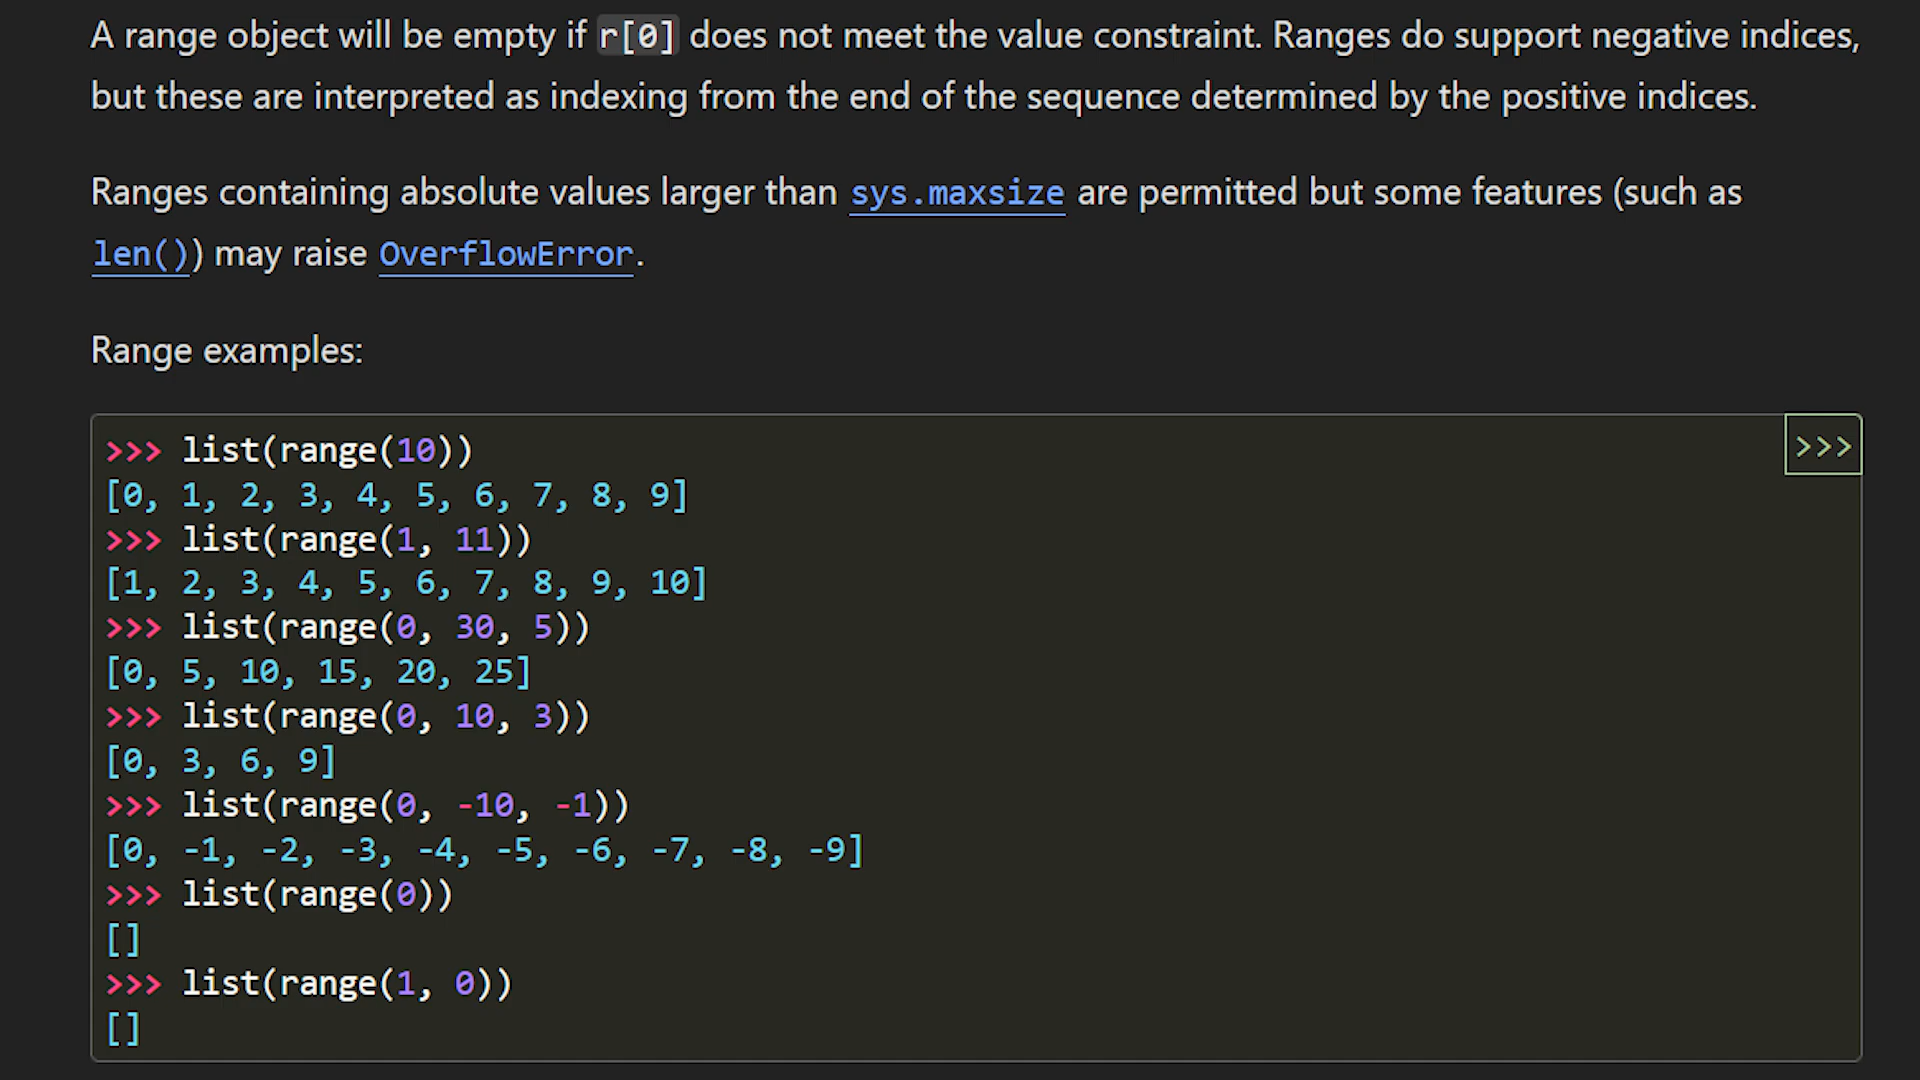 A range object will be empty if r[0] does not meet the value constraint. Ranges do support negative indices,
but these are interpreted as indexing from the end of the sequence determined by the positive indices.
Ranges containing absolute values larger than sys.maxsize are permitted but some features (such as
len()) may raise OverflowError.
Range examples:
>>>
>>> list(range(10))
[0, 1, 2, 3, 4, 5, 6, 7, 8, 9]
>>> list(range(1, 11))
[1, 2, 3, 4, 5, 6, 7, 8, 9, 10]
>>> list(range(0, 30, 5))
[0, 5, 10, 15, 20, 25]
>>> list(range(0, 10, 3))
[0, 3, 6, 9]
>>> list(range(0, -10, -1))
[0, -1, -2, -3, -4, -5, -6, -7, -8, -9]
>>> list(range(0))
[]
>>> list(range(1, 0))
[]